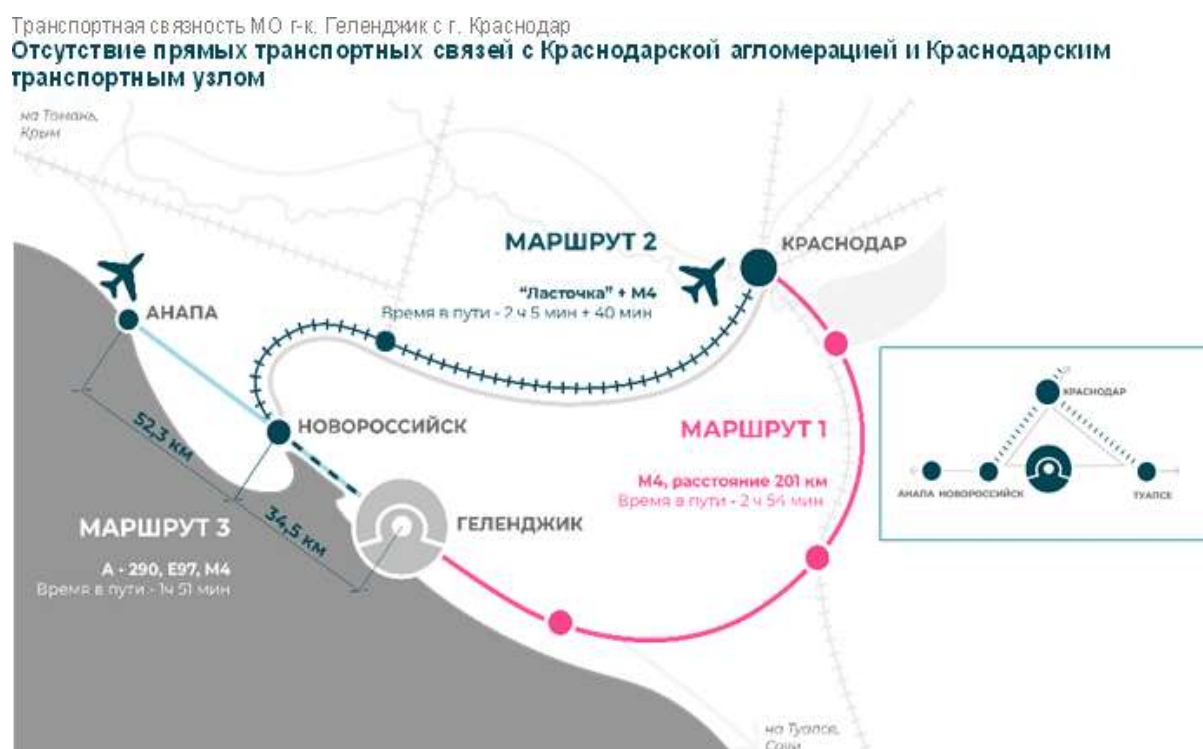 Транспортная связность МО г-к. Геленджик с г. Краснодар
Отсутствие прямых транспортных связей с Краснодарской агломерацией и Краснодарским
транспортным узлом
на Тамань,
Крым
МАРШРУТ 2
КРАСНОДАР
"Ласточка" + М4
Время в пути - 2 ч 5 мин + 40 мин
АНАПА
НОВОРОССИЙСК
52,3 км
МАРШРУТ 1
М4, расстояние 201 км
Время в пути - 2 ч 54 мин
КРАСНОДАР
АНАПА НОВОРОССИЙСК
ТУАПСЕ
34,5 км
ГЕЛЕНДЖИК
МАРШРУТ 3
А - 290, Е97, М4
Время в пути - 1ч 51 мин
на Туапсе,
Сочи